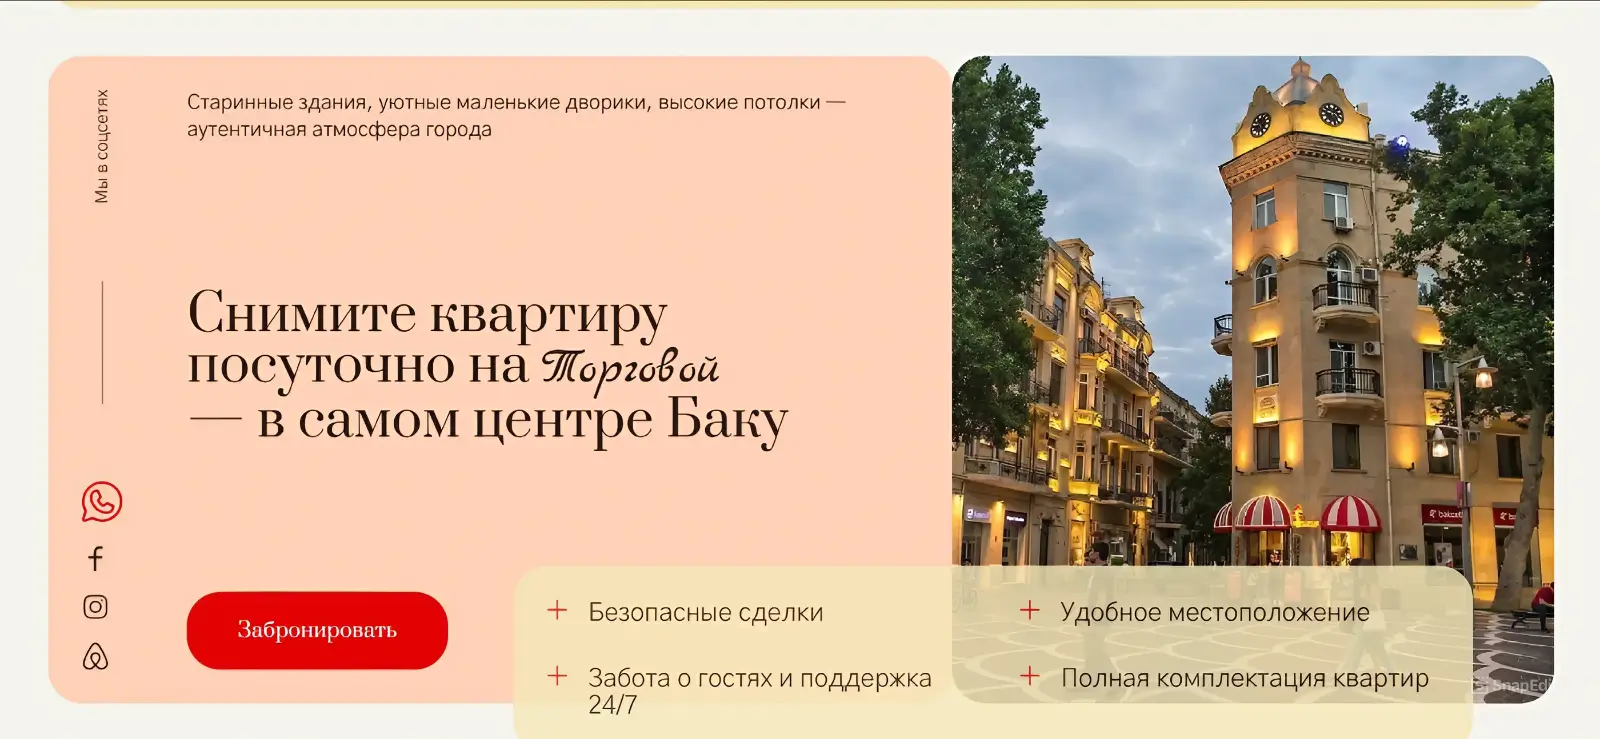 Мы в соцсетях
Старинные здания, уютные маленькие дворики, высокие потолки —
аутентичная атмосфера города
Снимите квартиру
посуточно на Торговой
— в самом центре Баку
Забронировать
Безопасные сделки
Удобное местоположение
Забота о гостях и поддержка
24/7
Полная комплектация квартир